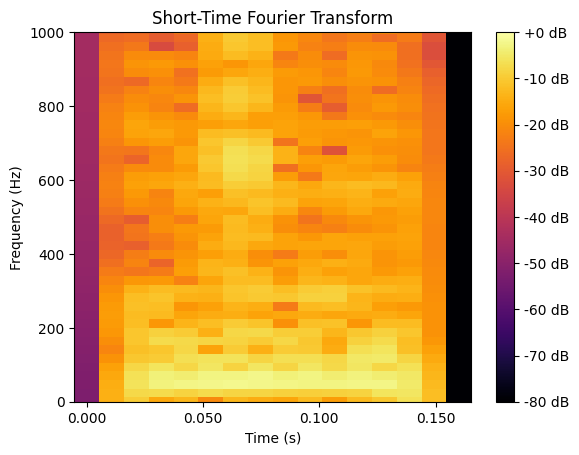 Short-Time Fourier Transform
1000
800
600
400
200
0
Frequency (Hz)
0.000
0.050
0.100
0.150
Time (s)
+0 dB
-10 dB
-20 dB
-30 dB
-40 dB
-50 dB
-60 dB
-70 dB
-80 dB